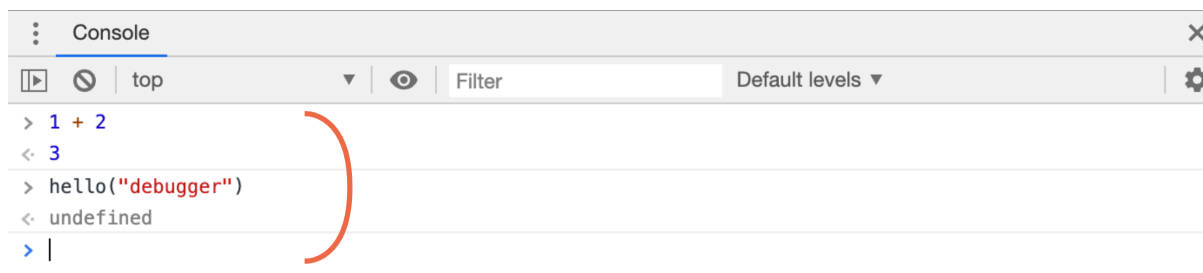 Console
top Filter Default levels
> 1 + 2
3
> hello("debugger")
undefined
>